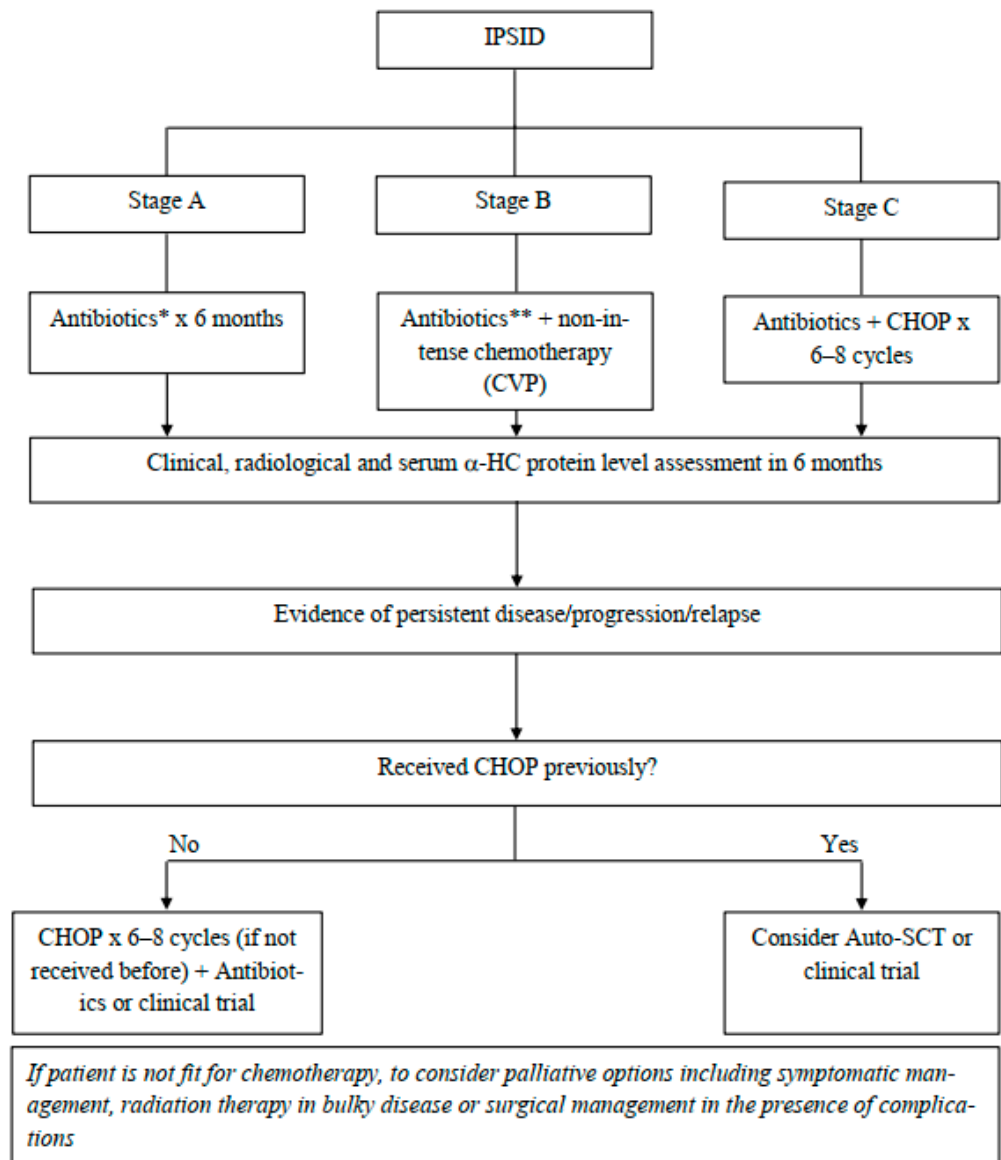 IPSID
Stage A
Stage B
Stage C
Antibiotics* x 6 months
Antibiotics** + non-in-
tense chemotherapy
(CVP)
Antibiotics + CHOP x
6–8 cycles
Clinical, radiological and serum α-HC protein level assessment in 6 months
Evidence of persistent disease/progression/relapse
Received CHOP previously?
No
Yes
CHOP x 6–8 cycles (if not
received before) + Antibiot-
ics or clinical trial
Consider Auto-SCT or
clinical trial
If patient is not fit for chemotherapy, to consider palliative options including symptomatic man-
agement, radiation therapy in bulky disease or surgical management in the presence of complica-
tions